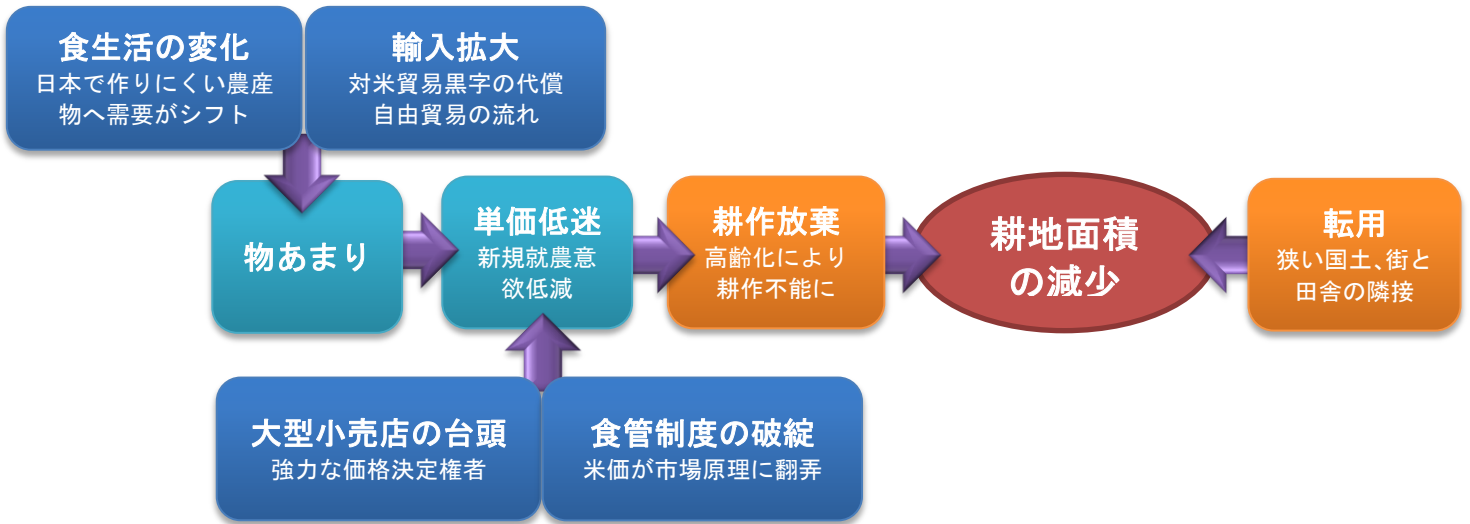 食生活の変化
日本で作りにくい農産
物へ需要がシフト
輸入拡大
対米貿易黒字の代償
自由貿易の流れ
物あまり
単価低迷
新規就農意
欲低減
耕作放棄
高齢化により
耕作不能に
耕地面積
の減少
転用
狭い国土、街と
田舎の隣接
大型小売店の台頭
強力な価格決定権者
食管制度の破綻
米価が市場原理に翻弄